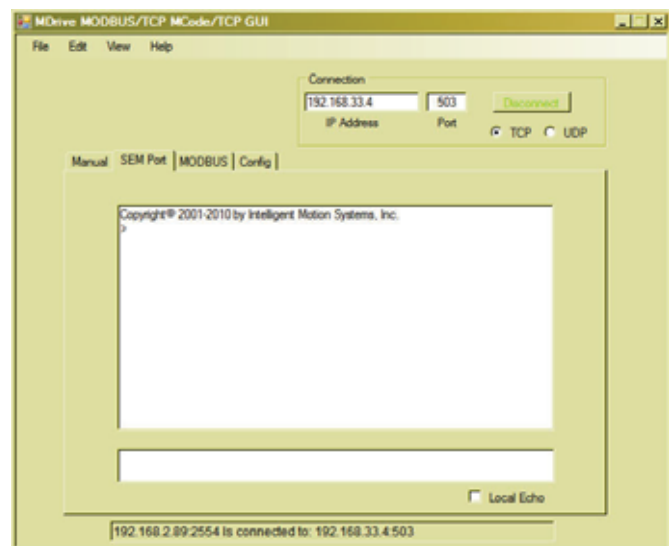 MDrive MODBUS/TCP MCode/TCP GUI
File Edit View Help
Connection
192.168.33.4 503 Disconnect
IP Address Port TCP UDP
Manual SEM Port MODBUS Config
Copyright® 2001-2010 by Intelligent Motion Systems, Inc.
>
Local Echo
192.168.2.89:2554 is connected to: 192.168.33.4:503